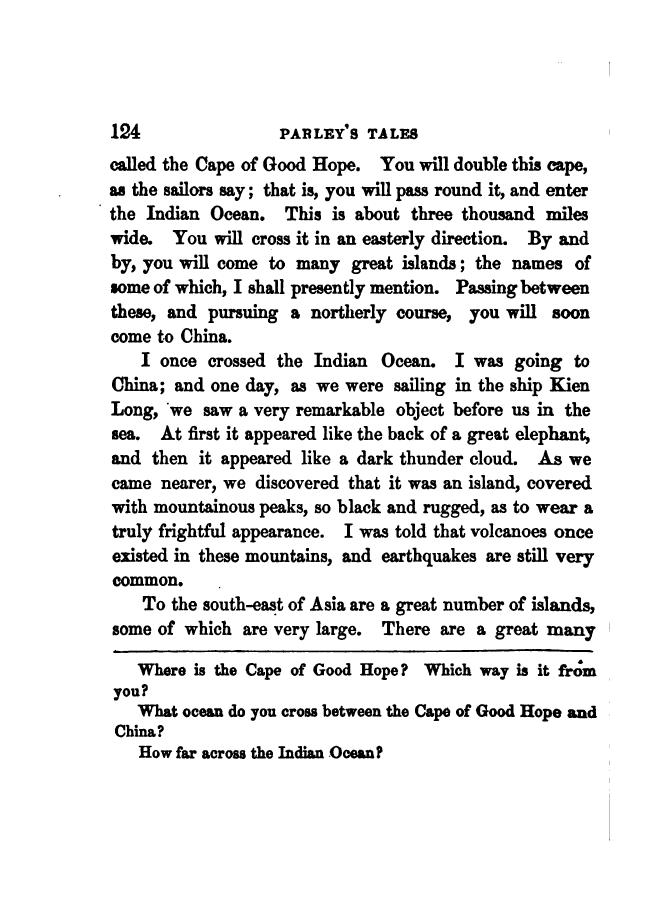 124 PARLEY'S TALES
called the Cape of Good Hope. You will double this cape,
as the sailors say; that is, you will pass round it, and enter
the Indian Ocean. This is about three thousand miles
wide. You will cross it in an easterly direction. By and
by, you will come to many great islands; the names of
some of which, I shall presently mention. Passing between
these, and pursuing a northerly course, you will soon
come to China.
I once crossed the Indian Ocean. I was going to
China; and one day, as we were sailing in the ship Kien
Long, we saw a very remarkable object before us in the
sea. At first it appeared like the back of a great elephant,
and then it appeared like a dark thunder cloud. As we
came nearer, we discovered that it was an island, covered
with mountainous peaks, so black and rugged, as to wear a
truly frightful appearance. I was told that volcanoes once
existed in these mountains, and earthquakes are still very
common.
To the south-east of Asia are a great number of islands,
some of which are very large. There are a great many
Where is the Cape of Good Hope? Which way is it from
you?
What ocean do you cross between the Cape of Good Hope and
China?
How far across the Indian Ocean?